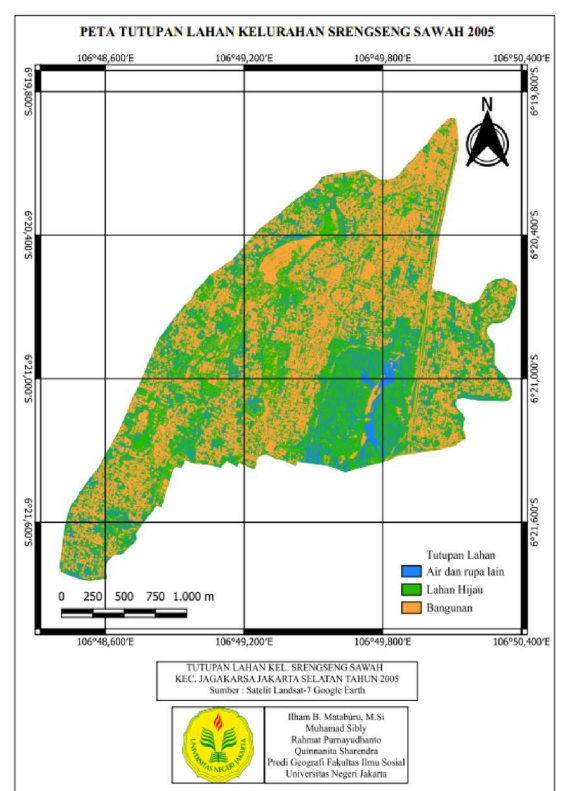 PETA TUTUPAN LAHAN KELURAHAN SRENGSENG SAWAH 2005
106°48,600'E 106°49,200'E 106°49,800'E 106°50,400'E
6°19,800'S 6°19,800'S
N
6°20,400'S 6°20,400'S
6°21,000'S 6°21,000'S
6°21,600'S 6°21,600'S
Tutupan Lahan
Air dan rupa lain
Lahan Hijau
Bangunan
0 250 500 750 1.000 m
106°48,600'E 106°49,200'E 106°49,800'E 106°50,400'E
TUTUPAN LAHAN KEL. SRENGSENG SAWAH
KEC. JAGAKARSA JAKARTA SELATAN TAHUN 2005
Sumber : Satelit Landsat-7 Google Earth
UNIVERSITAS NEGERI JAKARTA
Ilham B. Mataburu, M.Si
Muhamad Sibly
Rahmat Purnayudhanto
Quinnanita Sharendra
Prodi Geografi Fakultas Ilmu Sosial
Universitas Negeri Jakarta